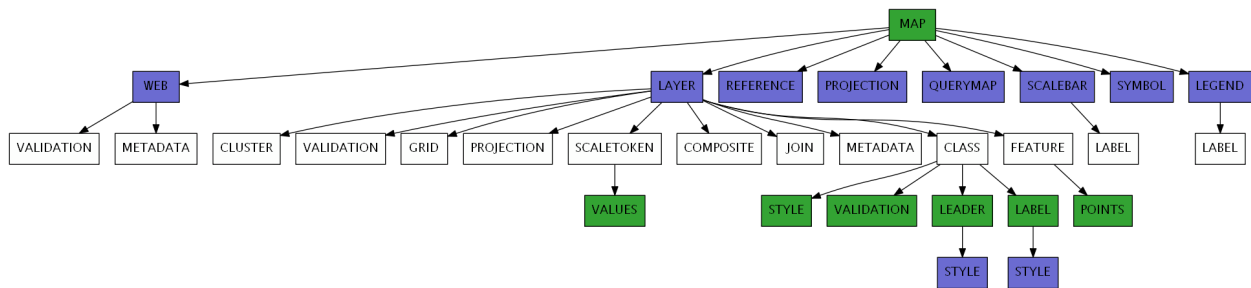 MAP
WEB
LAYER
REFERENCE
PROJECTION
QUERYMAP
SCALEBAR
SYMBOL
LEGEND
VALIDATION
METADATA
CLUSTER
VALIDATION
GRID
PROJECTION
SCALETOKEN
COMPOSITE
JOIN
METADATA
CLASS
FEATURE
LABEL
LABEL
VALUES
STYLE
VALIDATION
LEADER
LABEL
POINTS
STYLE
STYLE